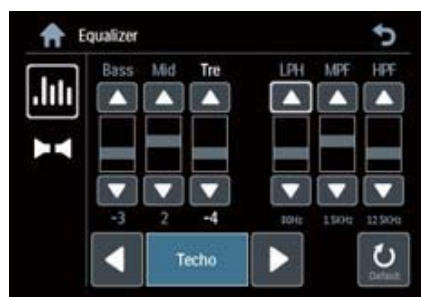 Equalizer
Bass Mid Tre LPH MPF HPF
-3 2 -4 80Hz 1.5KHz 12.5KHz
Techo
Default